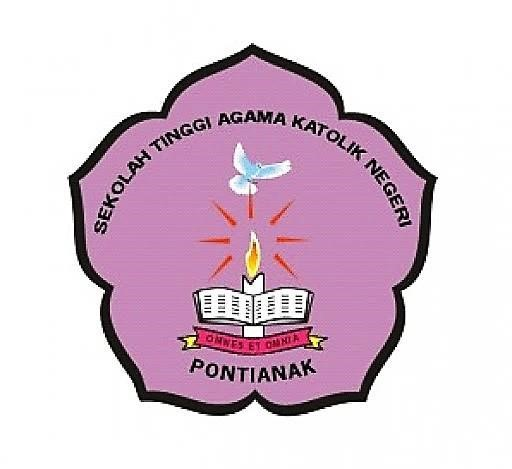 SEKOLAH TINGGI AGAMA KATOLIK NEGERI
OMNES ET OMNIA
PONTIANAK